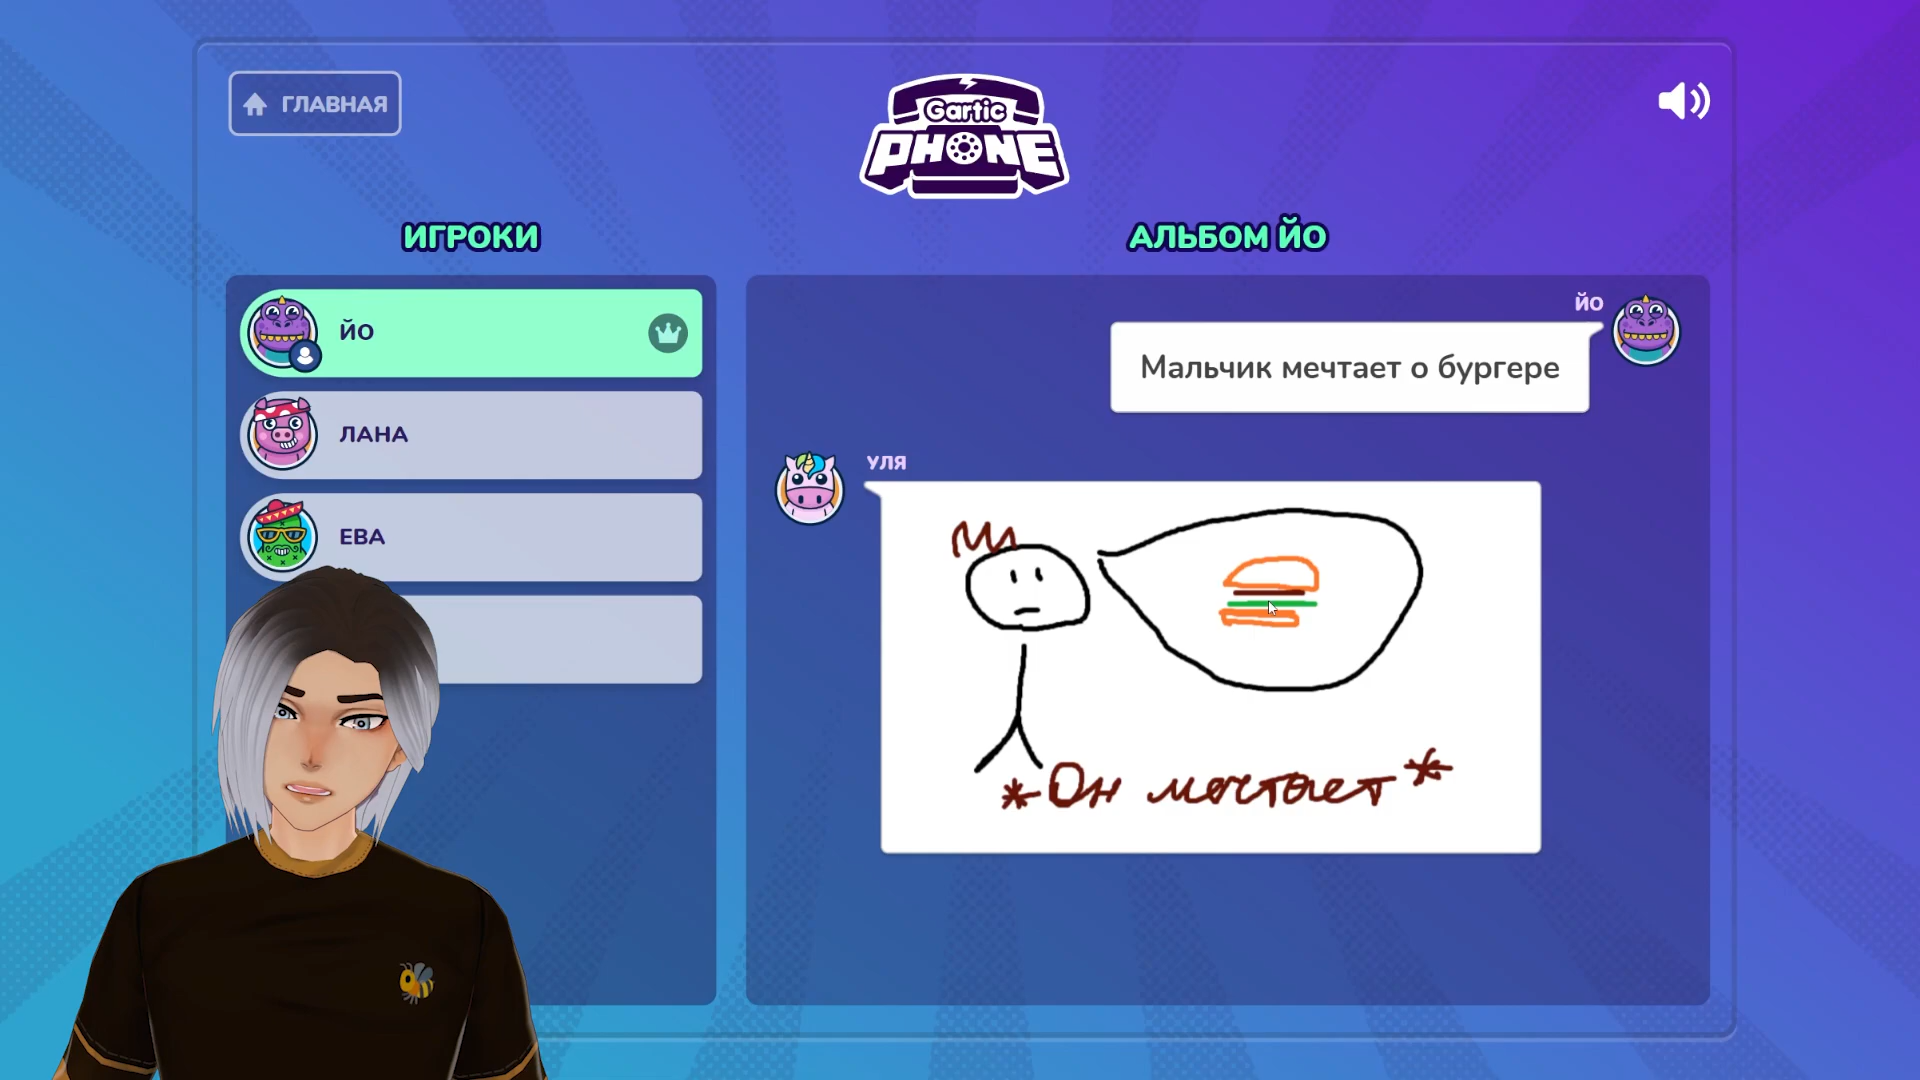 ГЛАВНАЯ
Gartic
PHONE
ИГРОКИ
ЙО
ЛАНА
ЕВА
АЛЬБОМ ЙО
ЙО
Мальчик мечтает о бургере
УЛЯ
*Он мечтает*